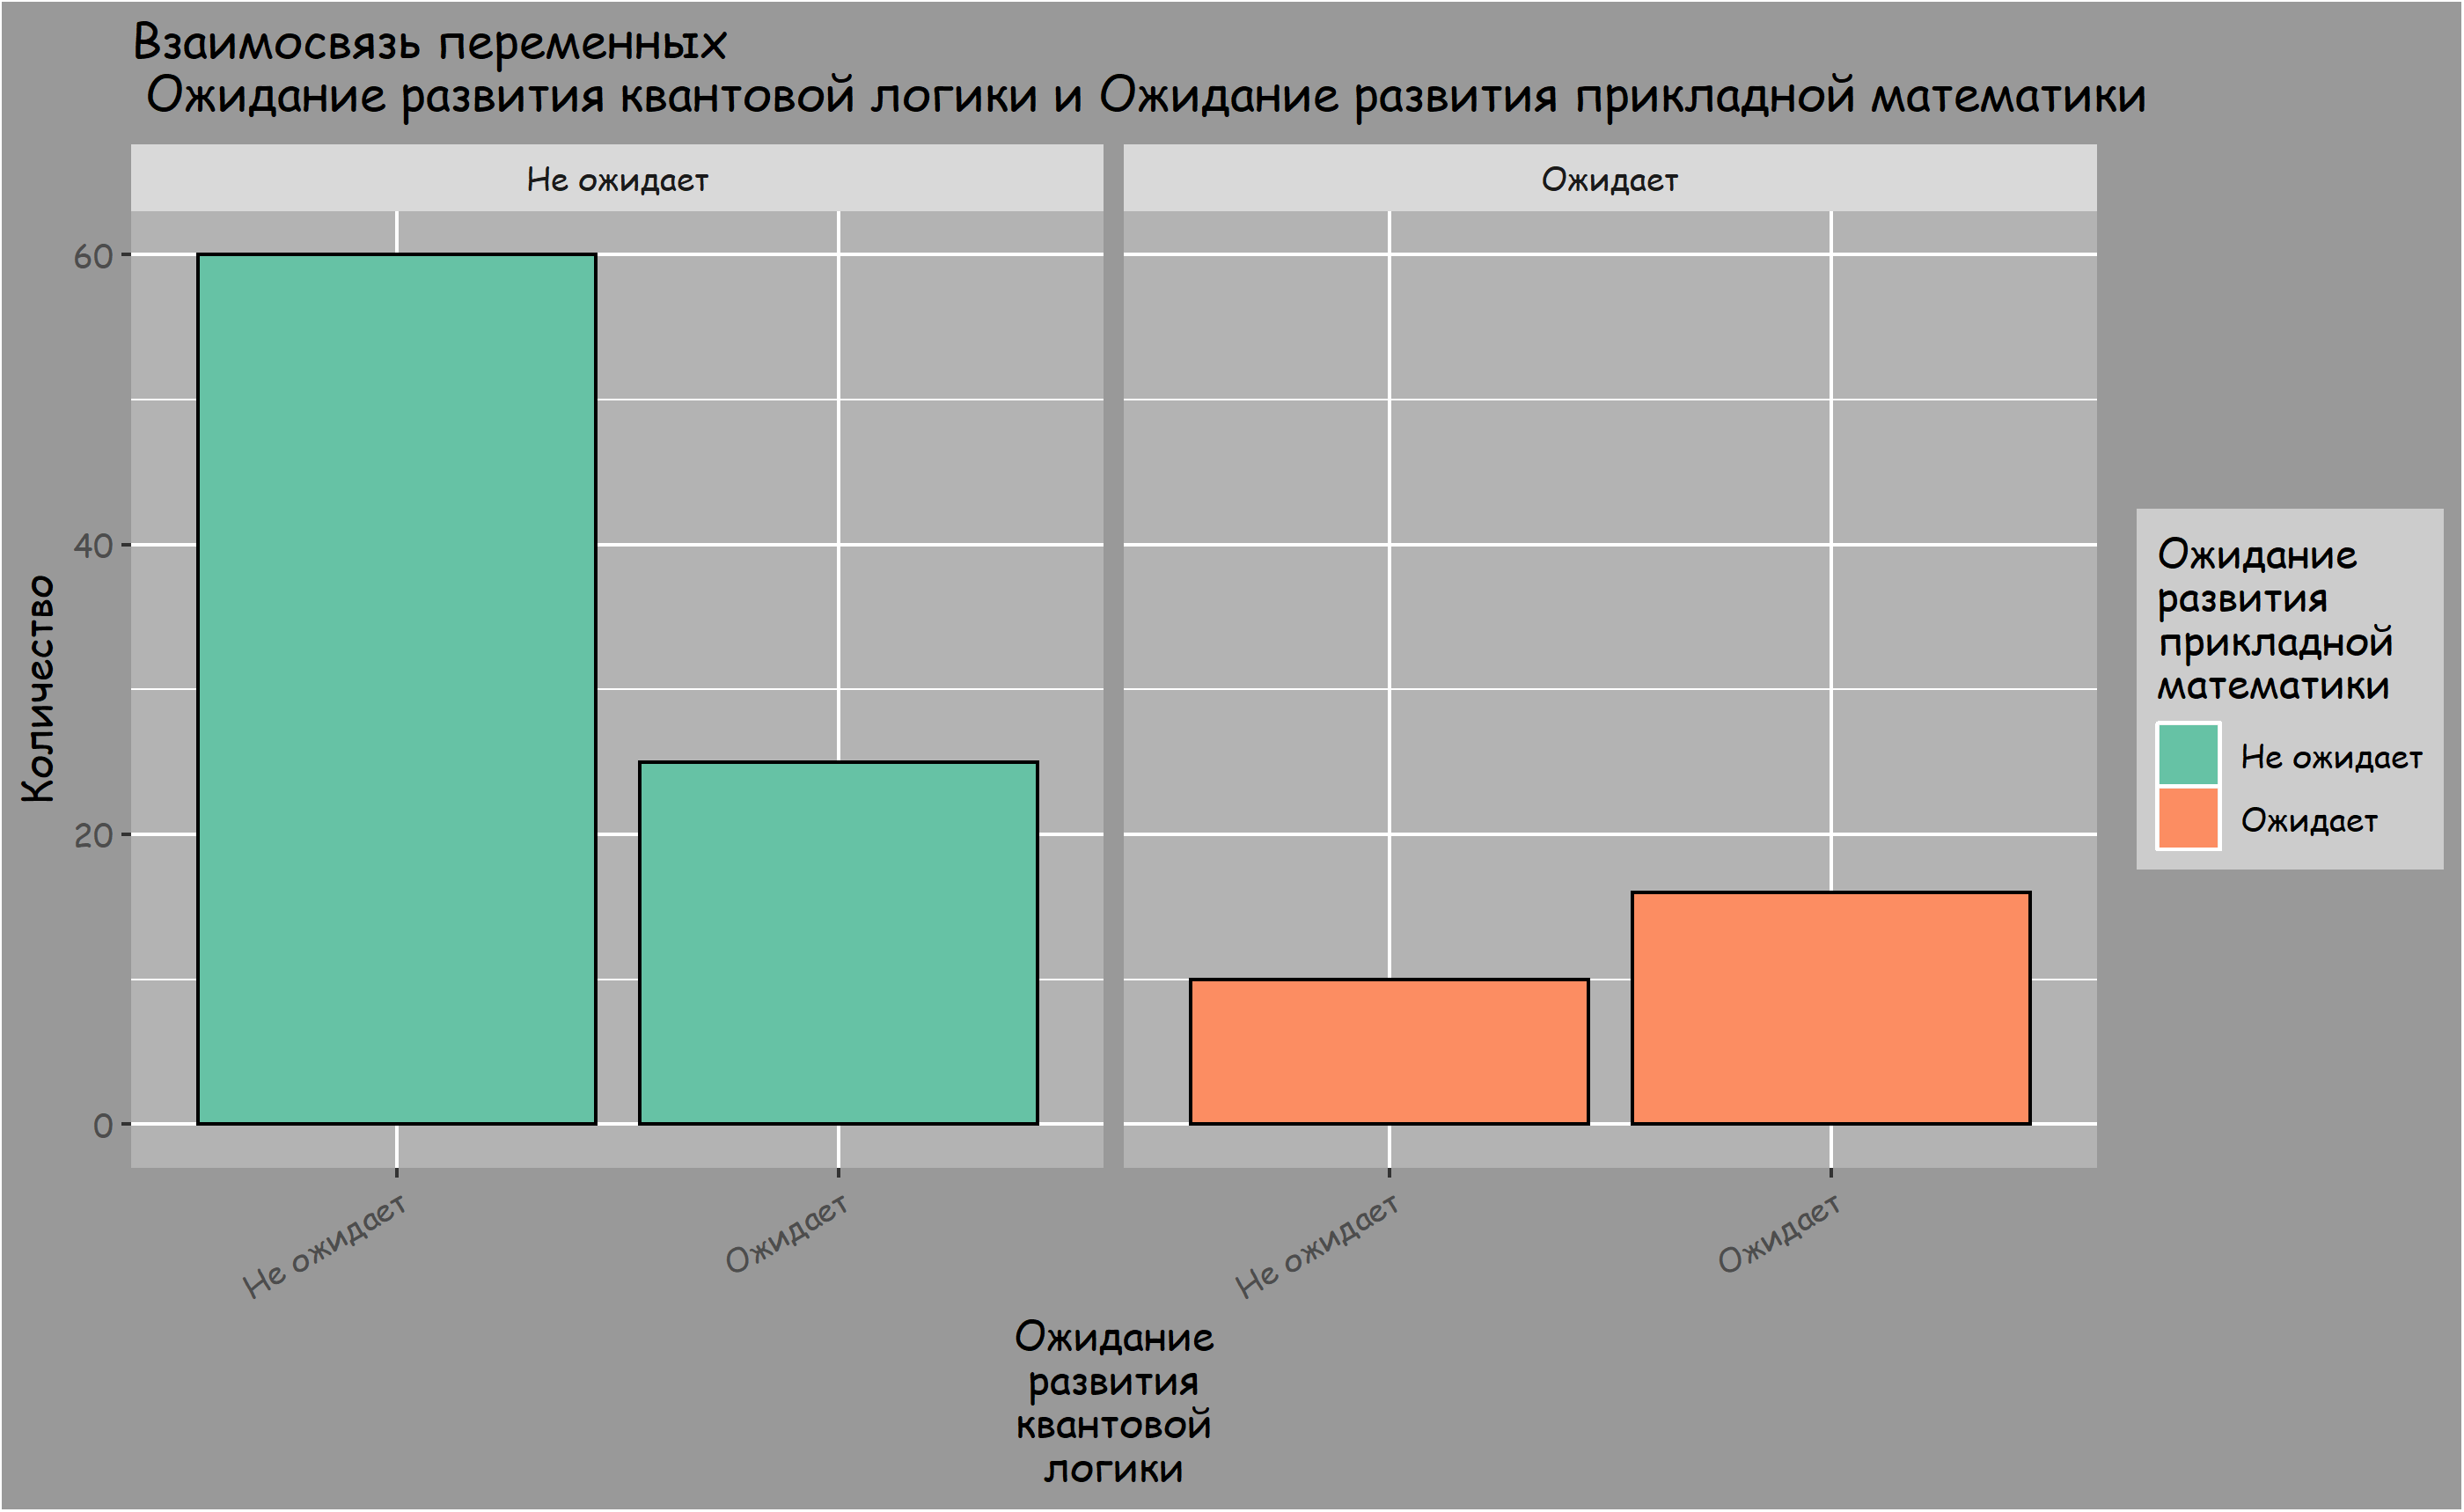 Взаимосвязь переменных
Ожидание развития квантовой логики и Ожидание развития прикладной математики
Не ожидает
Ожидает
60
40
20
0
Количество
Не ожидает
Ожидает
Не ожидает
Ожидает
Ожидание
развития
квантовой
логики
Ожидание
развития
прикладной
математики
Не ожидает
Ожидает